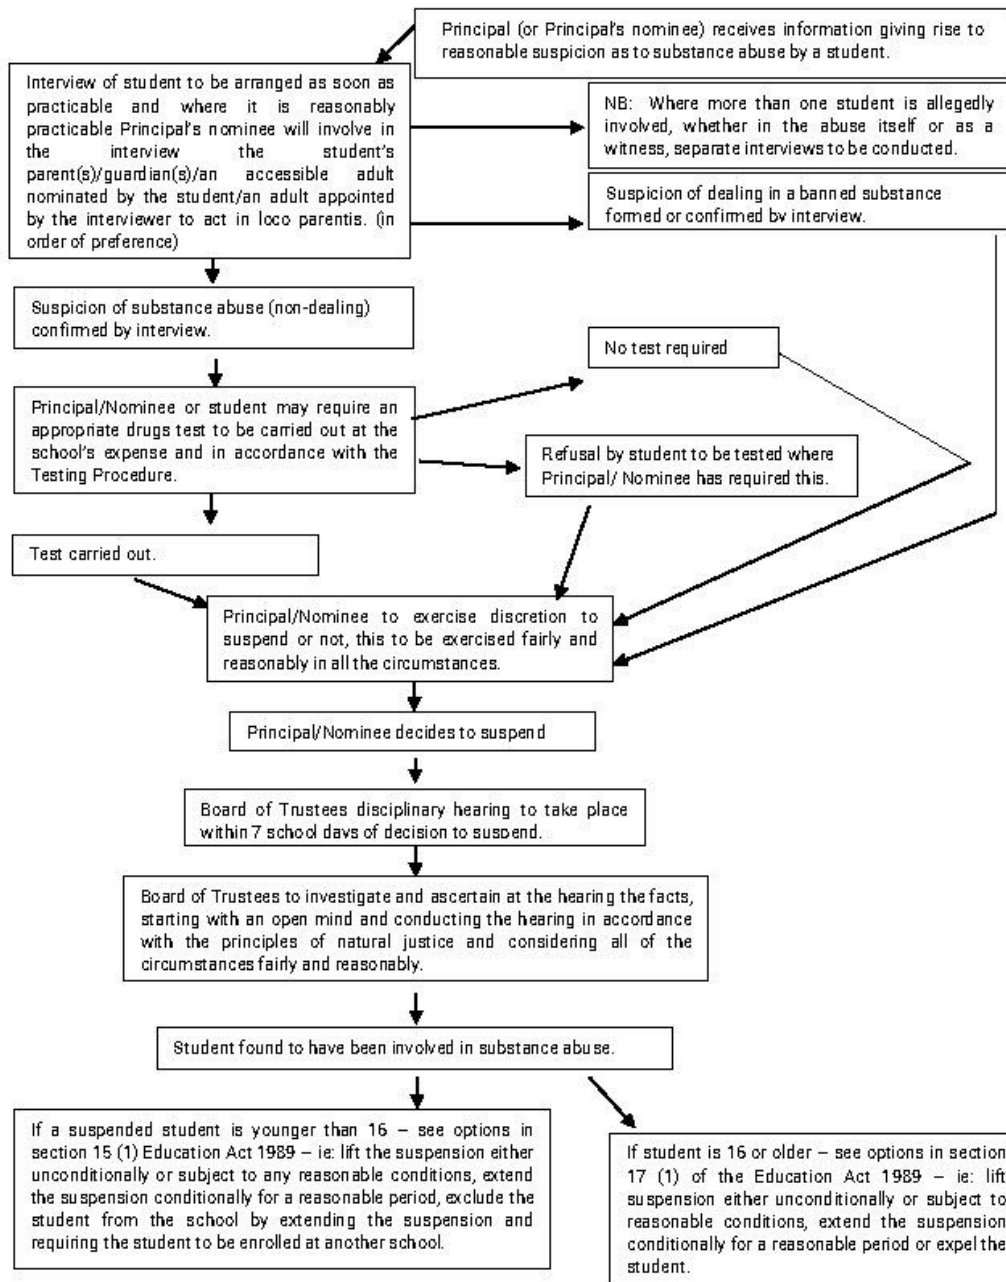 Principal (or Principal's nominee) receives information giving rise to
reasonable suspicion as to substance abuse by a student.
Interview of student to be arranged as soon as
practicable and where it is reasonably
practicable Principal's nominee will involve in
the interview the student's
parent(s)/guardian(s)/an accessible adult
nominated by the student/an adult appointed
by the interviewer to act in loco parentis. (in
order of preference)
NB: Where more than one student is allegedly
involved, whether in the abuse itself or as a
witness, separate interviews to be conducted.
Suspicion of dealing in a banned substance
formed or confirmed by interview.
Suspicion of substance abuse (non-dealing)
confirmed by interview.
No test required
Principal/Nominee or student may require an
appropriate drugs test to be carried out at the
school's expense and in accordance with the
Testing Procedure.
Refusal by student to be tested where
Principal/ Nominee has required this.
Test carried out.
Principal/Nominee to exercise discretion to
suspend or not, this to be exercised fairly and
reasonably in all the circumstances.
Principal/Nominee decides to suspend
Board of Trustees disciplinary hearing to take place
within 7 school days of decision to suspend.
Board of Trustees to investigate and ascertain at the hearing the facts,
starting with an open mind and conducting the hearing in accordance
with the principles of natural justice and considering all of the
circumstances fairly and reasonably.
Student found to have been involved in substance abuse.
If a suspended student is younger than 16 – see options in
section 15 (1) Education Act 1989 – ie: lift the suspension either
unconditionally or subject to any reasonable conditions, extend
the suspension conditionally for a reasonable period, exclude the
student from the school by extending the suspension and
requiring the student to be enrolled at another school.
If student is 16 or older – see options in section
17 (1) of the Education Act 1989 – ie: lift
suspension either unconditionally or subject to
reasonable conditions, extend the suspension
conditionally for a reasonable period or expel the
student.